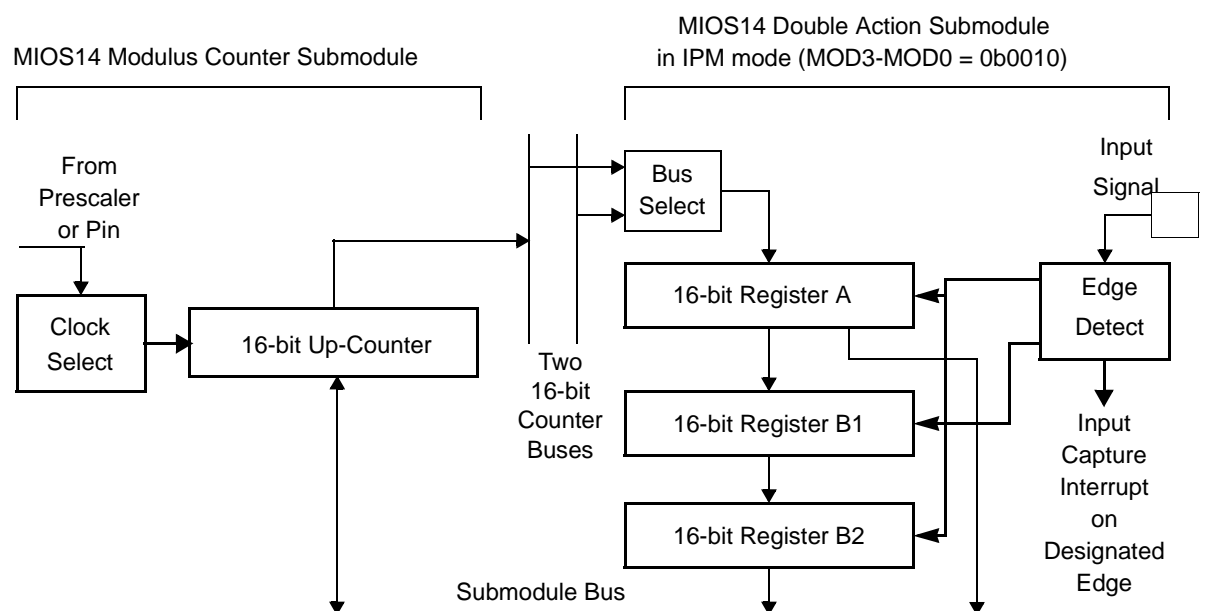 MIOS14 Modulus Counter Submodule
MIOS14 Double Action Submodule
in IPM mode (MOD3-MOD0 = 0b0010)
From
Prescaler
or Pin
Clock
Select
16-bit Up-Counter
Two
16-bit
Counter
Buses
Bus
Select
16-bit Register A
16-bit Register B1
16-bit Register B2
Input
Signal
Edge
Detect
Input
Capture
Interrupt
on
Designated
Edge
Submodule Bus